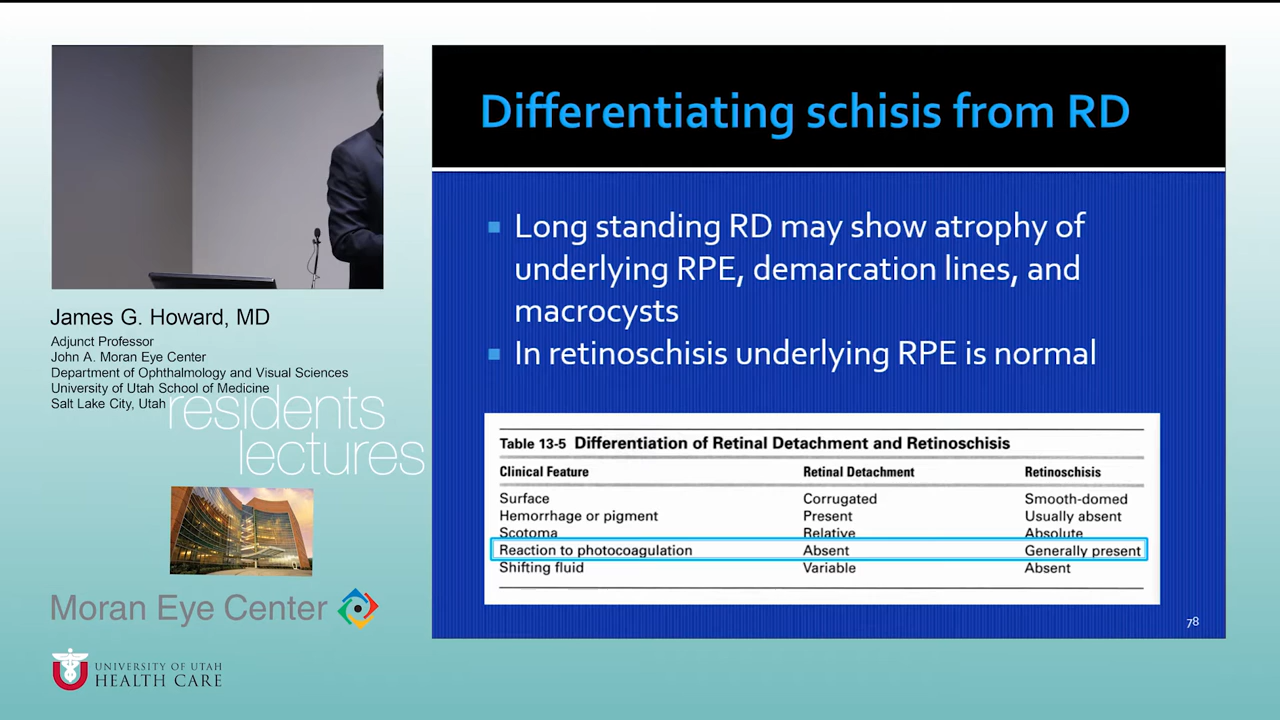 Differentiating schisis from RD
Long standing RD may show atrophy of
underlying RPE, demarcation lines, and
macrocysts
In retinoschisis underlying RPE is normal
Table 13-5 Differentiation of Retinal Detachment and Retinoschisis
Clinical Feature Retinal Detachment Retinoschisis
Surface Corrugated Smooth-domed
Hemorrhage or pigment Present Usually absent
Scotoma Relative Absolute
Reaction to photocoagulation Absent Generally present
Shifting fluid Variable Absent
78
James G. Howard, MD
Adjunct Professor
John A. Moran Eye Center
Department of Ophthalmology and Visual Sciences
University of Utah School of Medicine
Salt Lake City, Utah
residents
lectures
Moran Eye Center
UNIVERSITY OF UTAH
HEALTH CARE